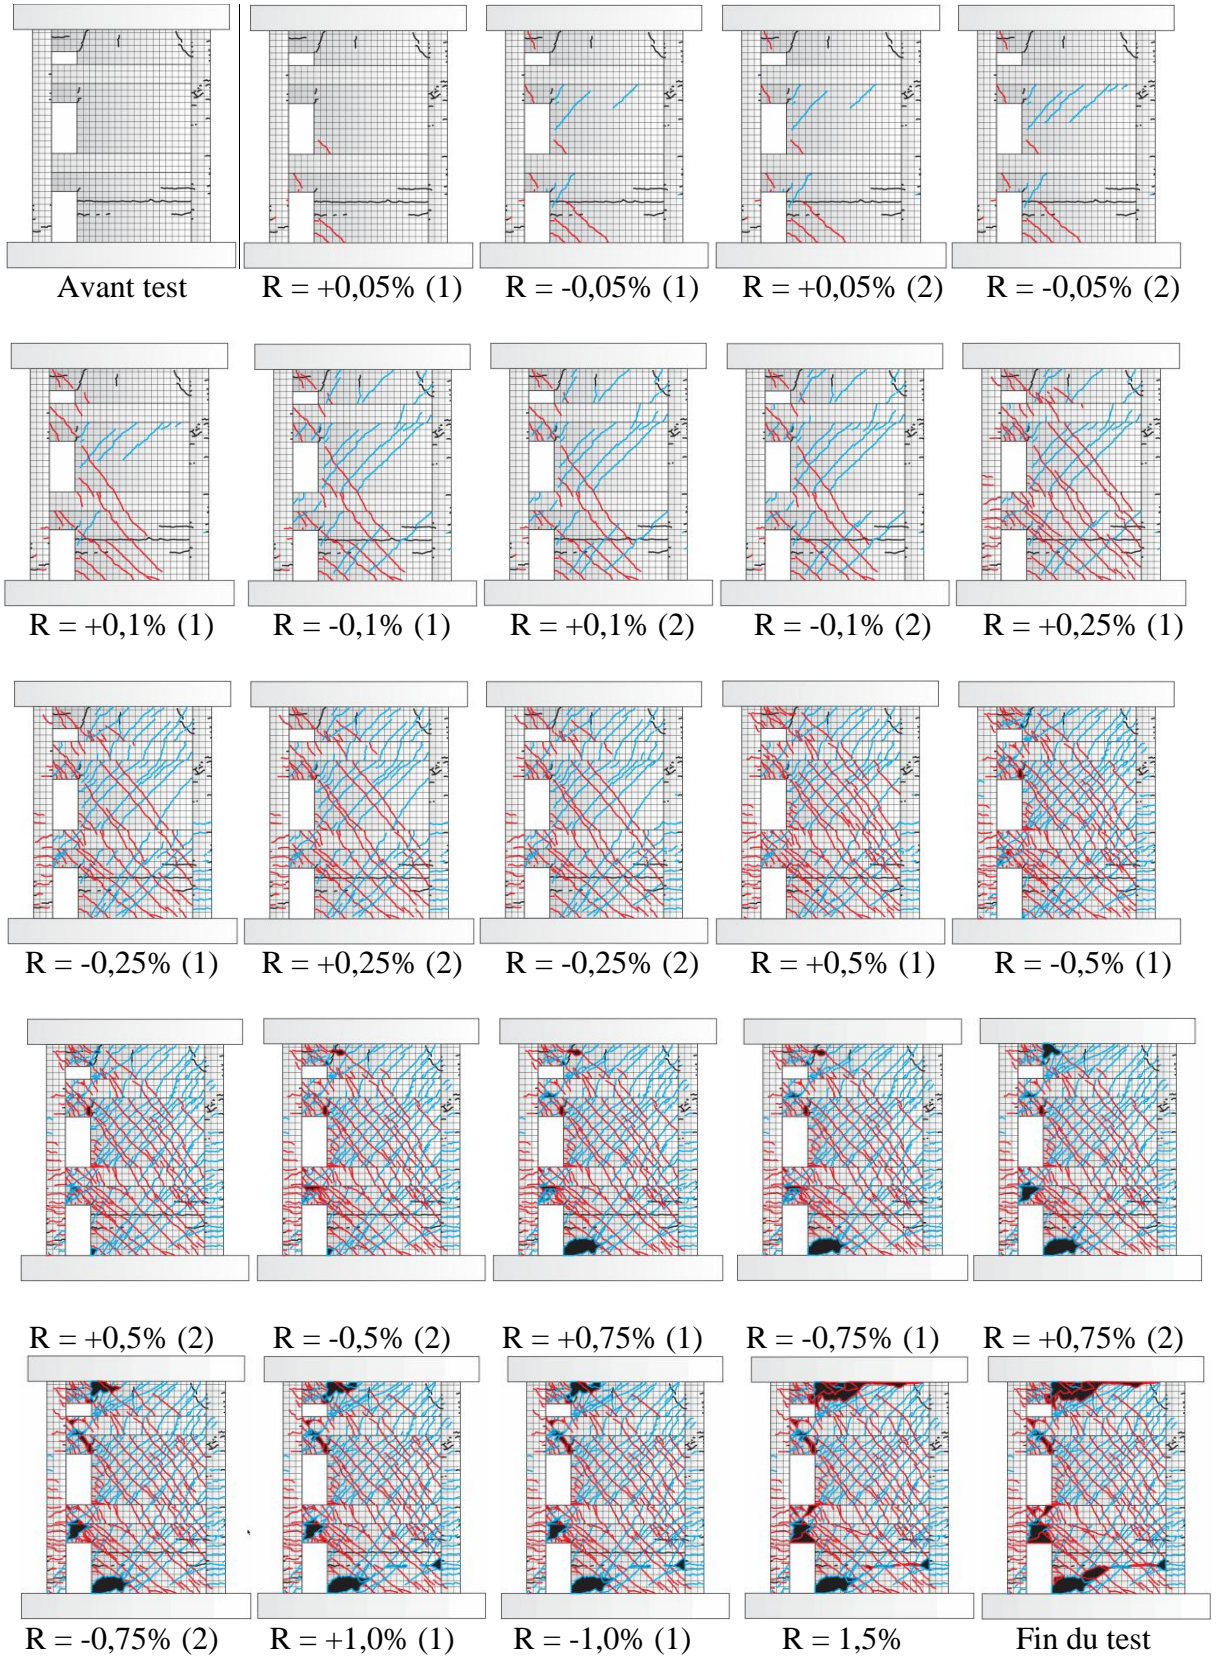 Avant test R = +0,05% (1) R = -0,05% (1) R = +0,05% (2) R = -0,05% (2)
R = +0,1% (1) R = -0,1% (1) R = +0,1% (2) R = -0,1% (2) R = +0,25% (1)
R = -0,25% (1) R = +0,25% (2) R = -0,25% (2) R = +0,5% (1) R = -0,5% (1)
R = +0,5% (2) R = -0,5% (2) R = +0,75% (1) R = -0,75% (1) R = +0,75% (2)
R = -0,75% (2) R = +1,0% (1) R = -1,0% (1) R = 1,5% Fin du test